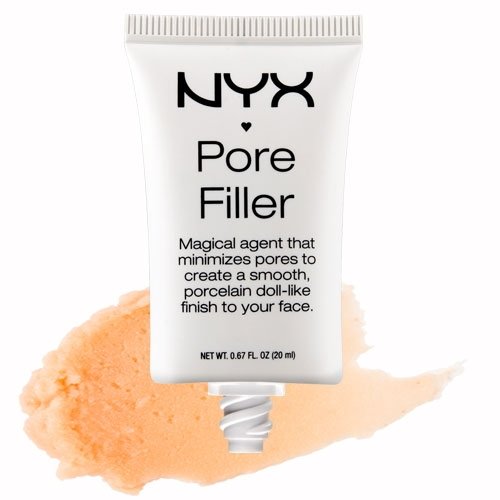 NYX
♥
Pore
Filler
Magical agent that
minimizes pores to
create a smooth,
porcelain doll-like
finish to your face.
NET WT. 0.67 FL. OZ (20 ml)